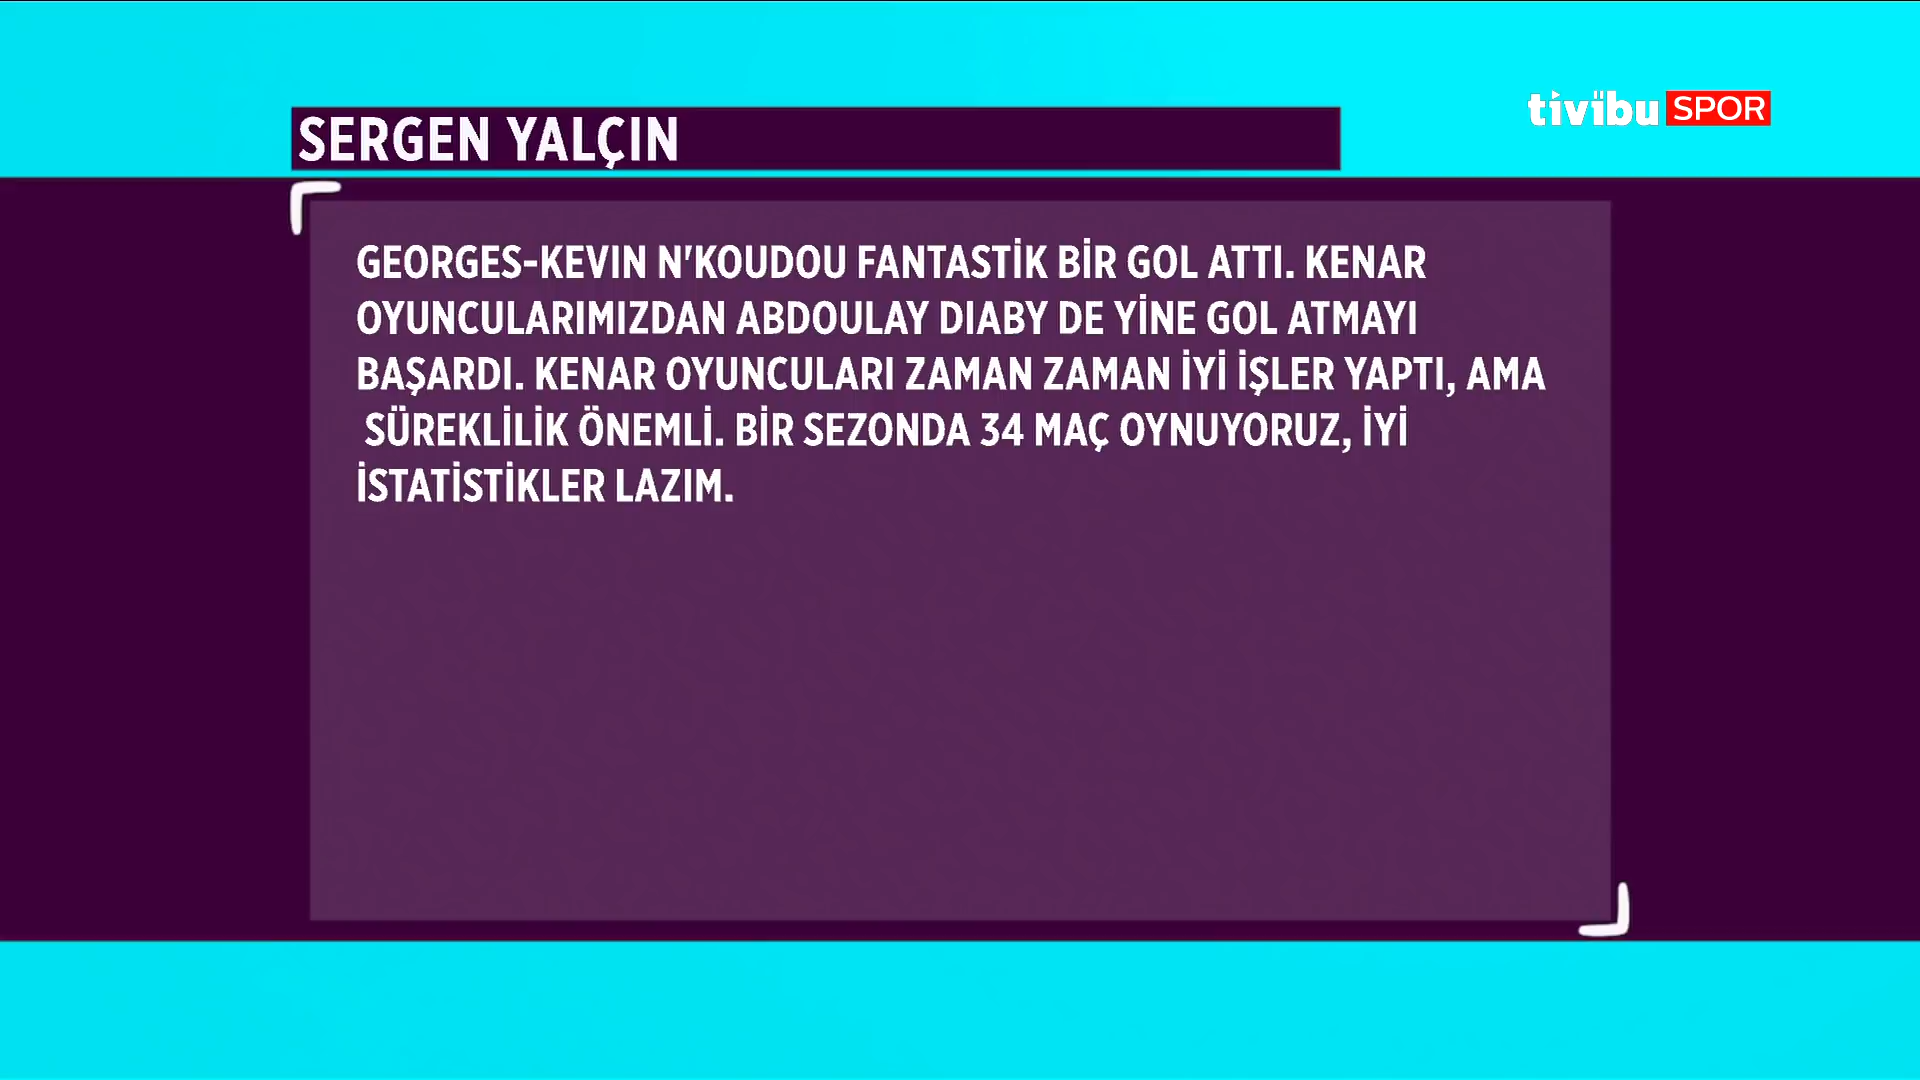 tivibu SPOR
SERGEN YALÇIN
GEORGES-KEVIN N'KOUDOU FANTASTİK BİR GOL ATTI. KENAR
OYUNCULARIMIZDAN ABDOULAY DIABY DE YİNE GOL ATMAYI
BAŞARDI. KENAR OYUNCULARI ZAMAN ZAMAN İYİ İŞLER YAPTI, AMA
SÜREKLİLİK ÖNEMLİ. BİR SEZONDA 34 MAÇ OYNUYORUZ, İYİ
İSTATİSTİKLER LAZIM.